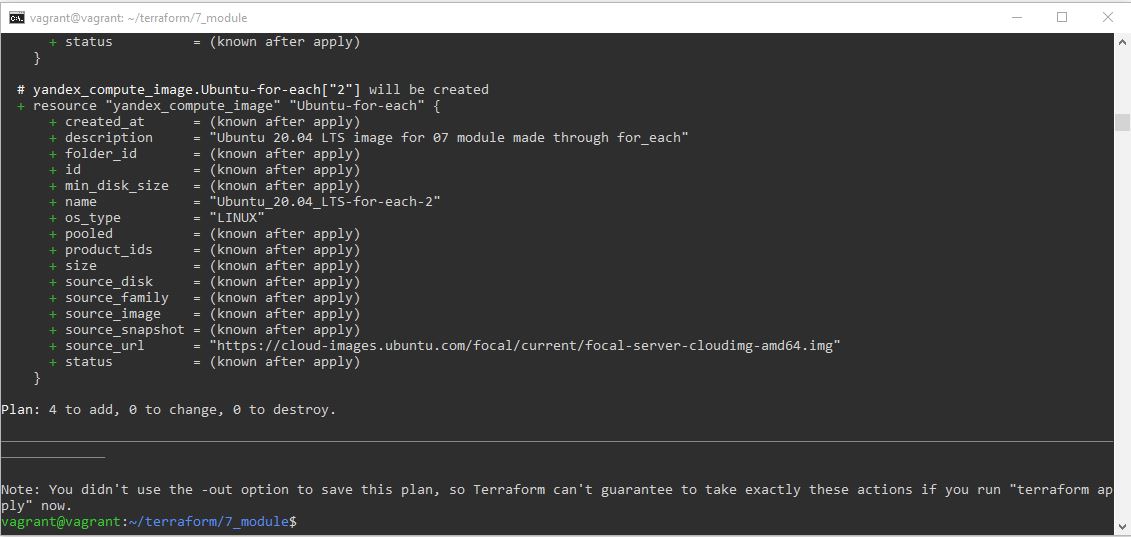 vagrant@vagrant: ~/terraform/7_module
      + status          = (known after apply)
    }
  # yandex_compute_image.Ubuntu-for-each["2"] will be created
  + resource "yandex_compute_image" "Ubuntu-for-each" {
      + created_at      = (known after apply)
      + description     = "Ubuntu 20.04 LTS image for 07 module made through for_each"
      + folder_id       = (known after apply)
      + id              = (known after apply)
      + min_disk_size   = (known after apply)
      + name            = "Ubuntu_20.04_LTS-for-each-2"
      + os_type         = "LINUX"
      + pooled          = (known after apply)
      + product_ids     = (known after apply)
      + size            = (known after apply)
      + source_disk     = (known after apply)
      + source_family   = (known after apply)
      + source_image    = (known after apply)
      + source_snapshot = (known after apply)
      + source_url      = "https://cloud-images.ubuntu.com/focal/current/focal-server-cloudimg-amd64.img"
      + status          = (known after apply)
    }
Plan: 4 to add, 0 to change, 0 to destroy.
Note: You didn't use the -out option to save this plan, so Terraform can't guarantee to take exactly these actions if you run "terraform ap
ply" now.
vagrant@vagrant:~/terraform/7_module$